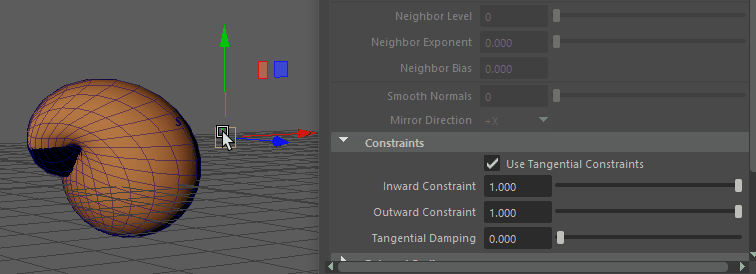 Neighbor Level 0
Neighbor Exponent 0.000
Neighbor Bias 0.000
Smooth Normals 0
Mirror Direction +X
Constraints
Use Tangential Constraints
Inward Constraint 1.000
Outward Constraint 1.000
Tangential Damping 0.000